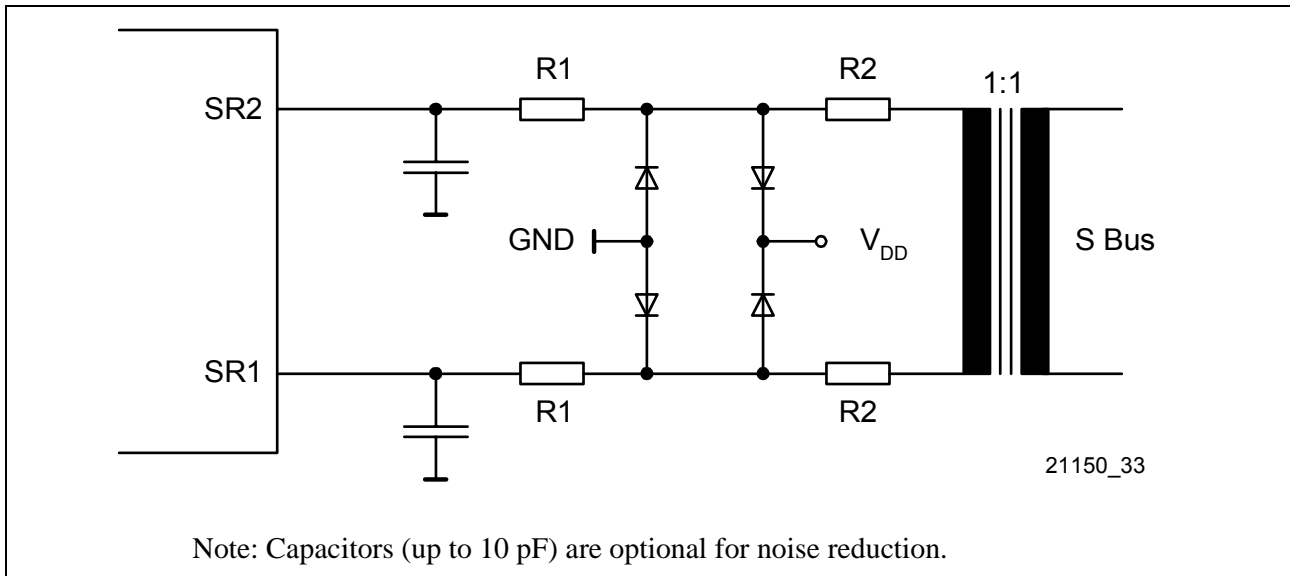 R1
R2
1:1
SR2
GND
VDD
S Bus
SR1
R1
R2
21150_33
Note: Capacitors (up to 10 pF) are optional for noise reduction.